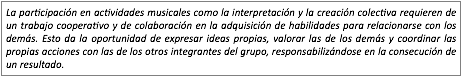 La participación en actividades musicales como la interpretación y la creación colectiva requieren de
un trabajo cooperativo y de colaboración en la adquisición de habilidades para relacionarse con los
demás. Esto da la oportunidad de expresar ideas propias, valorar las de los demás y coordinar las
propias acciones con las de los otros integrantes del grupo, responsabilizándose en la consecución de
un resultado.